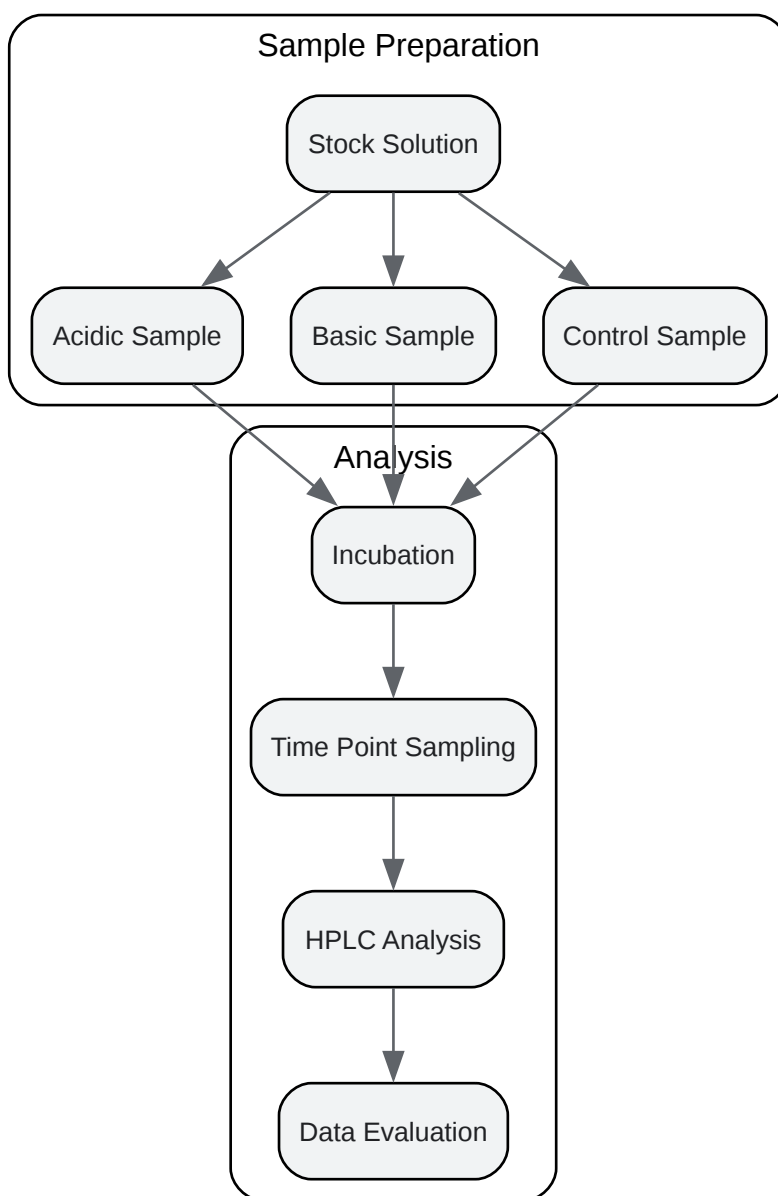 Sample Preparation
Stock Solution
Acidic Sample
Basic Sample
Control Sample
Analysis
Incubation
Time Point Sampling
HPLC Analysis
Data Evaluation